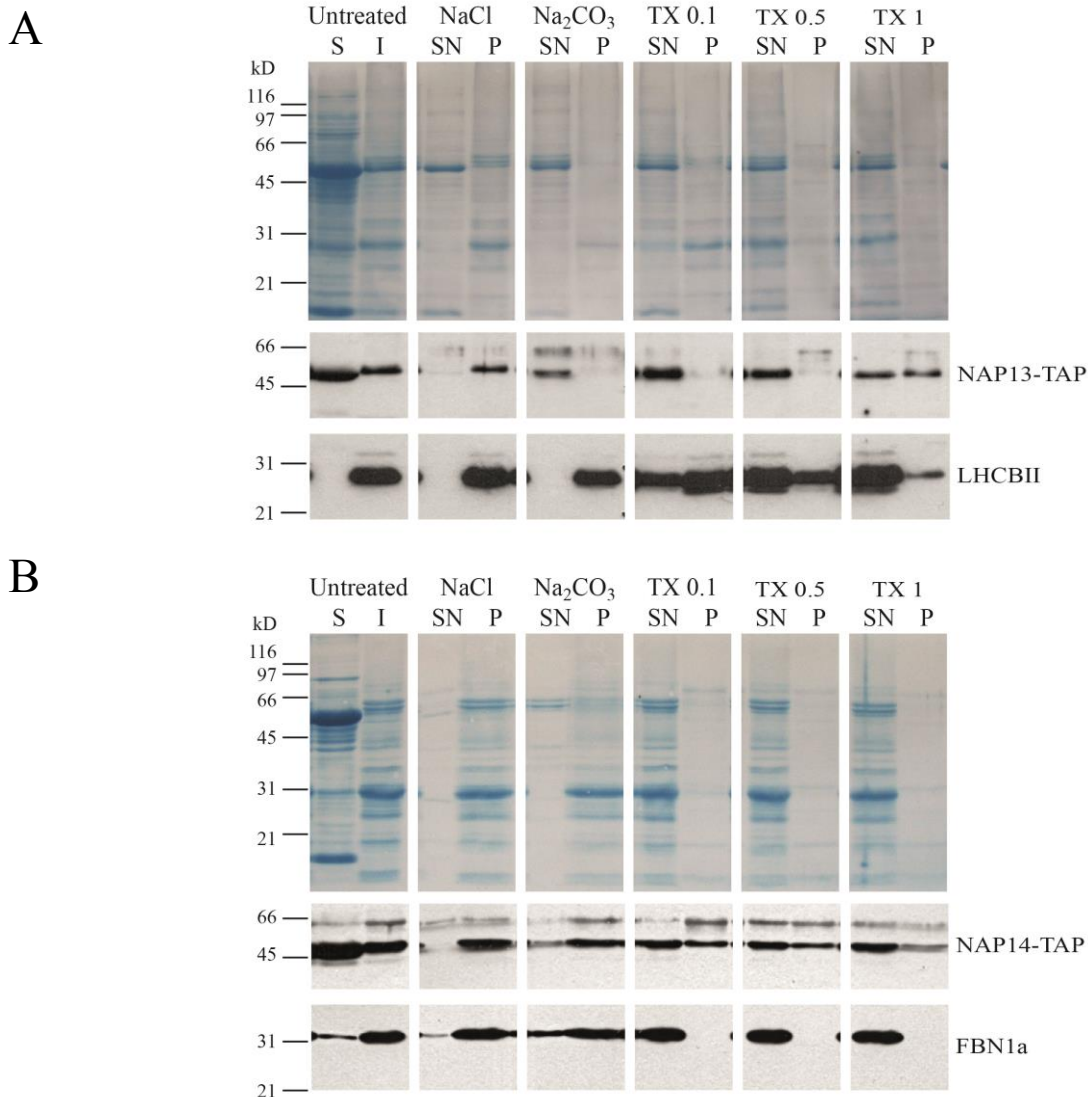 A
Untreated NaCl Na₂CO₃ TX 0.1 TX 0.5 TX 1
S I SN P SN P SN P SN P SN P
kD
116
97
66
45
31
21
66
45
NAP13-TAP
31
21
LHCBII
B
Untreated NaCl Na₂CO₃ TX 0.1 TX 0.5 TX 1
S I SN P SN P SN P SN P SN P
kD
116
97
66
45
31
21
66
45
NAP14-TAP
31
21
FBN1a